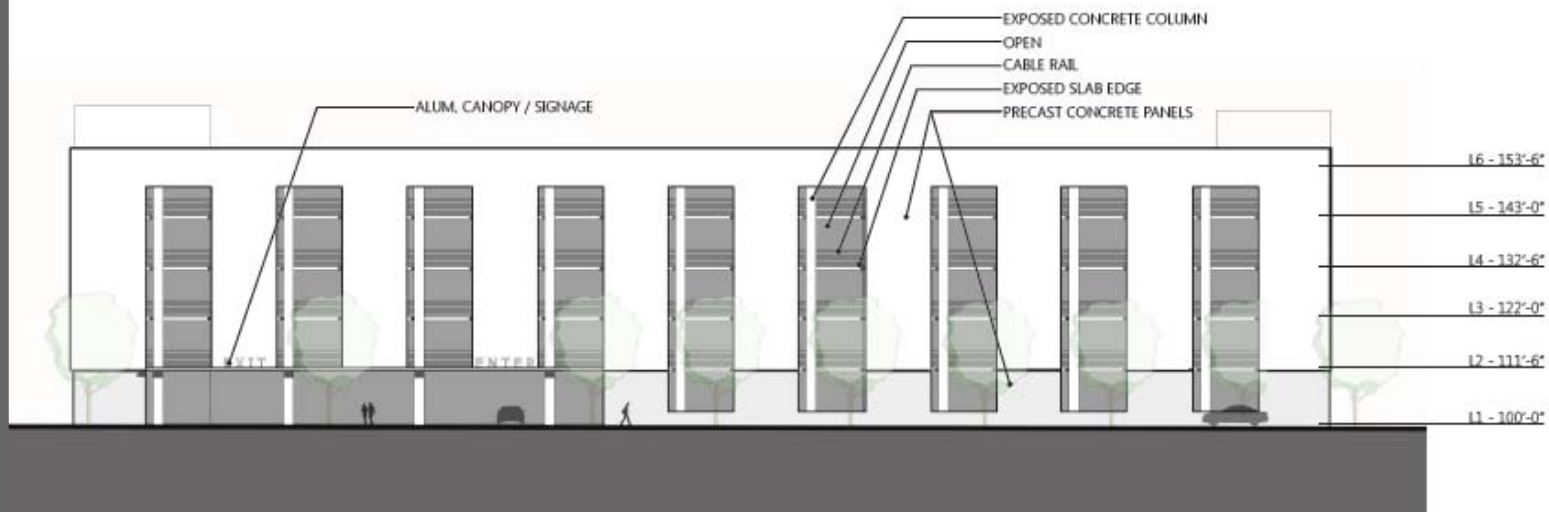 EXPOSED CONCRETE COLUMN
OPEN
CABLE RAIL
EXPOSED SLAB EDGE
ALUM. CANOPY / SIGNAGE
PRECAST CONCRETE PANELS
L6 - 153'-6"
L5 - 143'-0"
L4 - 132'-6"
L3 - 122'-0"
L2 - 111'-6"
EXIT
ENTER
L1 - 100'-0"